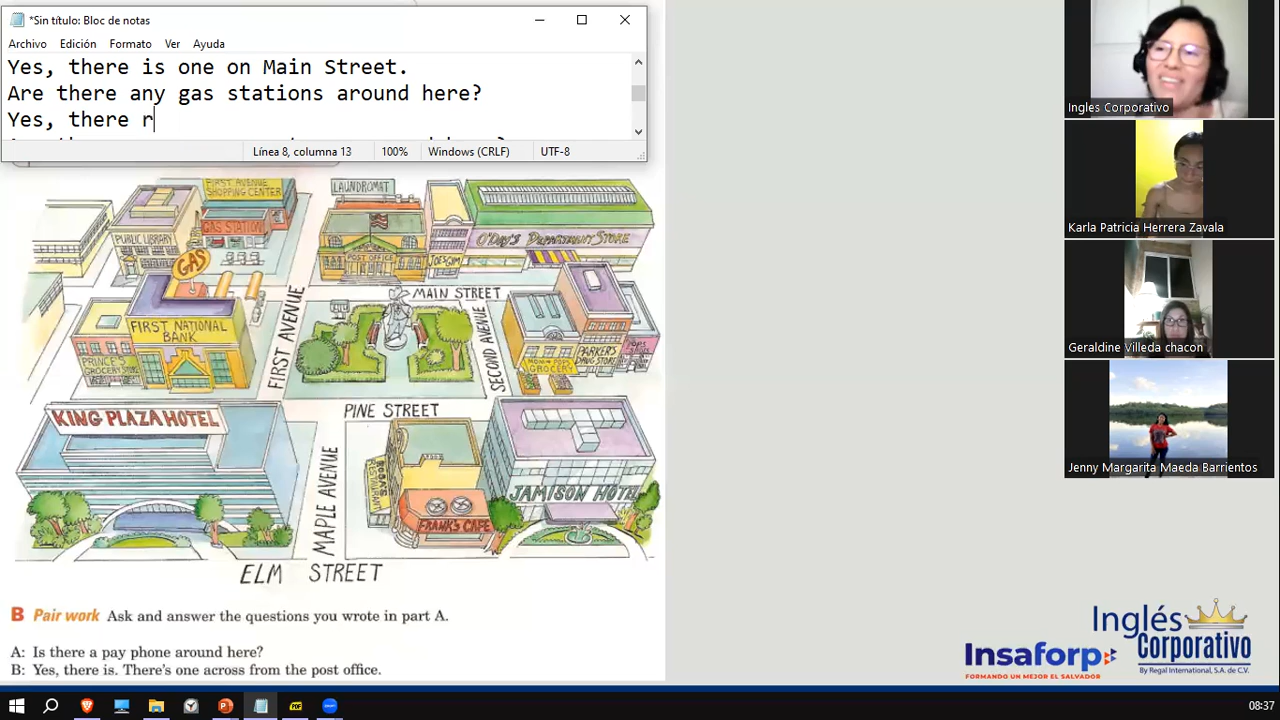 *Sin título: Bloc de notas
Archivo Edición Formato Ver Ayuda
Yes, there is one on Main Street.
Are there any gas stations around here?
Yes, there r
Línea 8, columna 13 100% Windows (CRLF) UTF-8
FIRST AVENUE
SHOPPING CENTER
LAUNDROMAT
PUBLIC LIBRARY
GAS STATION
POST OFFICE
JOE'S GYM
O'DAY'S DEPARTMENT STORE
GAS
MAIN STREET
FIRST NATIONAL
BANK
PRINCE'S
GROCERY STORE
FIRST AVENUE
SECOND AVENUE
MOM & POP'S
GROCERY
PARKER'S
DRUG STORE
KING PLAZA HOTEL
PINE STREET
MAPLE AVENUE
RESTAURANT
FRANK'S CAFE
JAMISON HOTEL
ELM STREET
B Pair work Ask and answer the questions you wrote in part A.
A: Is there a pay phone around here?
B: Yes, there is. There's one across from the post office.
Ingles Corporativo
Karla Patricia Herrera Zavala
Geraldine Villeda chacon
Jenny Margarita Maeda Barrientos
Insaforp
FORMANDO UN MEJOR EL SALVADOR
Inglés
Corporativo
By Regal International, S.A. de C.V.
08:37